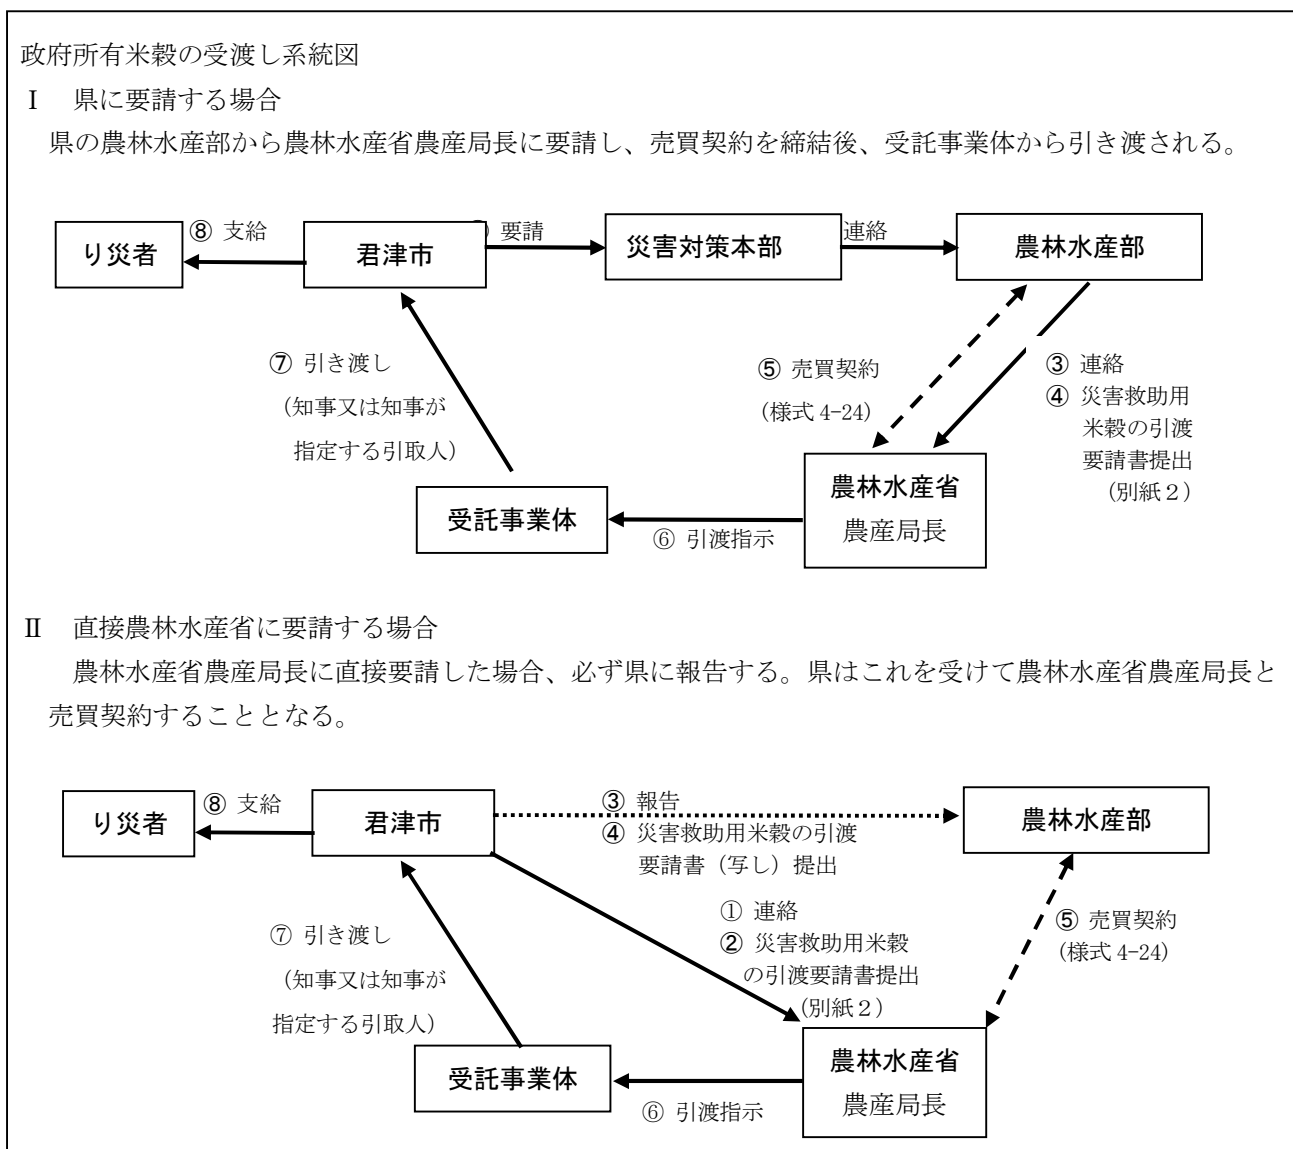 政府所有米穀の受渡し系統図
Ⅰ 県に要請する場合
県の農林水産部から農林水産省農産局長に要請し、売買契約を締結後、受託事業体から引き渡される。
り災者
⑧ 支給
君津市
要請
災害対策本部
連絡
農林水産部
⑦ 引き渡し
（知事又は知事が
指定する引取人）
⑤ 売買契約
(様式 4-24)
③ 連絡
④ 災害救助用
米穀の引渡
要請書提出
（別紙２）
受託事業体
⑥ 引渡指示
農林水産省
農産局長
Ⅱ 直接農林水産省に要請する場合
農林水産省農産局長に直接要請した場合、必ず県に報告する。県はこれを受けて農林水産省農産局長と
売買契約することとなる。
り災者
⑧ 支給
君津市
③ 報告
④ 災害救助用米穀の引渡
要請書（写し）提出
農林水産部
① 連絡
② 災害救助用米穀
の引渡要請書提出
（別紙２）
⑤ 売買契約
(様式 4-24)
⑦ 引き渡し
（知事又は知事が
指定する引取人）
受託事業体
⑥ 引渡指示
農林水産省
農産局長